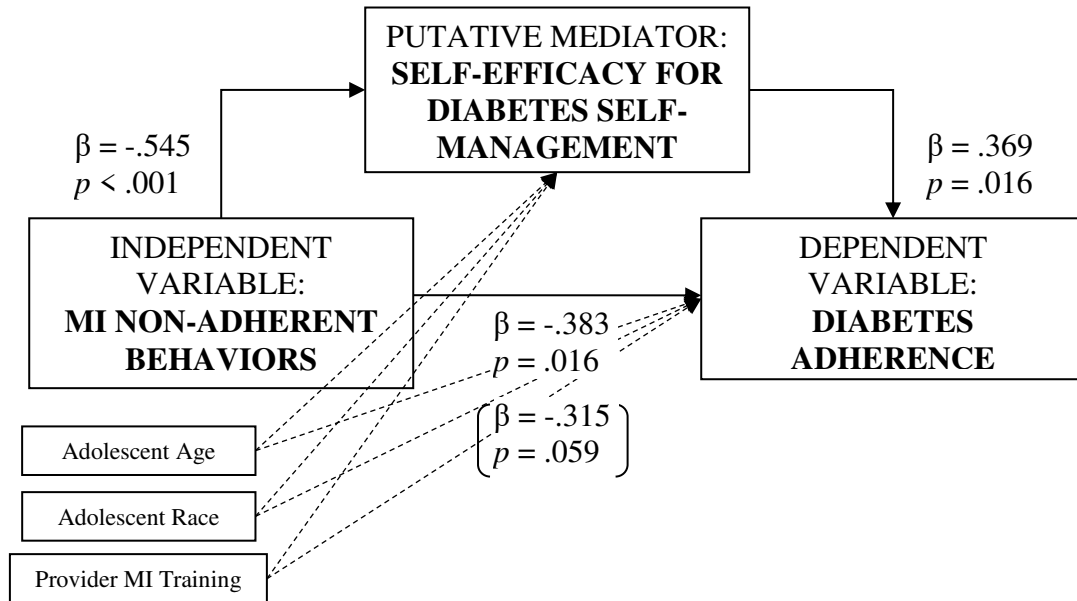 PUTATIVE MEDIATOR:
SELF-EFFICACY FOR
DIABETES SELF-
MANAGEMENT
β = -.545
p < .001
β = .369
p = .016
INDEPENDENT
VARIABLE:
MI NON-ADHERENT
BEHAVIORS
DEPENDENT
VARIABLE:
DIABETES
ADHERENCE
β = -.383
p = .016
β = -.315
p = .059
Adolescent Age
Adolescent Race
Provider MI Training